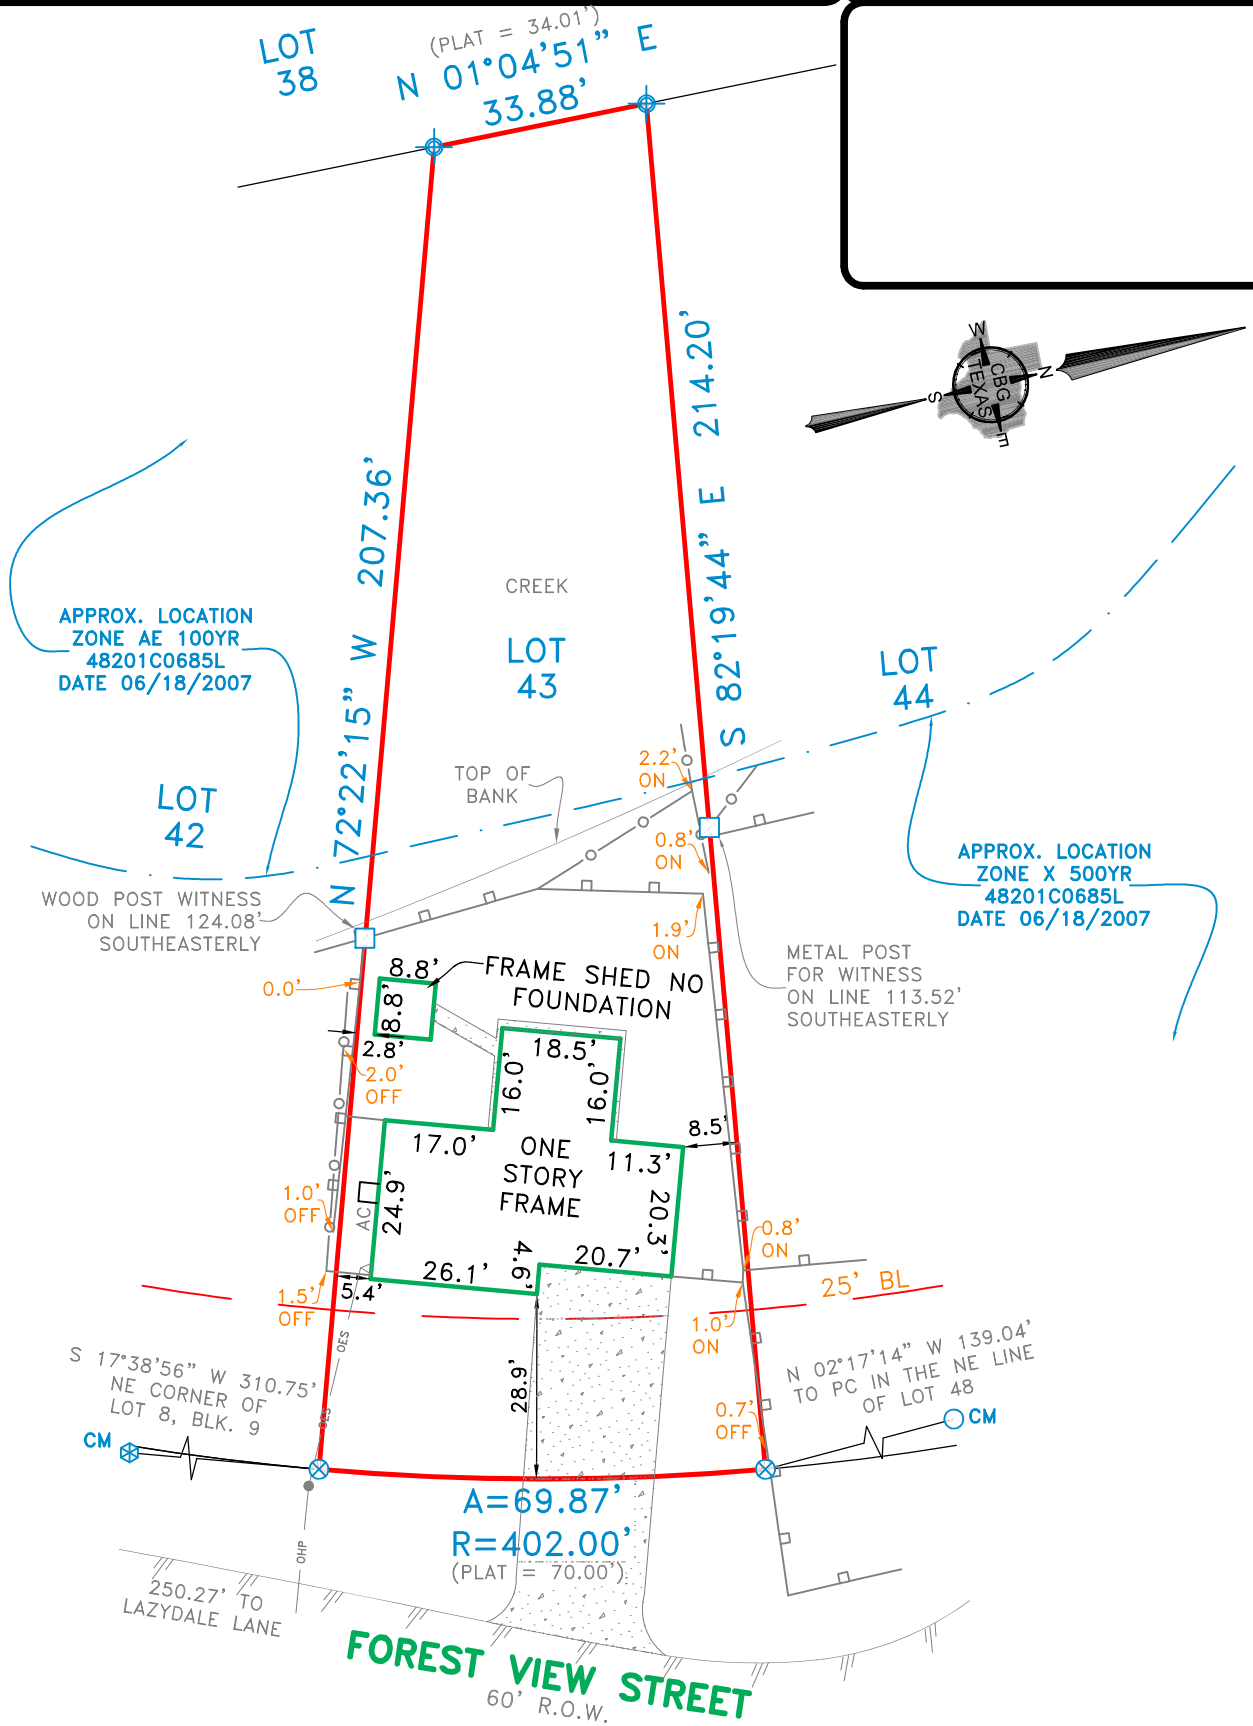 LOT
38
(PLAT = 34.01')
N 01°04'51" E
33.88'
W
N
CBG
TEXAS
S
E
N 72°22'15" W 207.36'
S 82°19'44" E 214.20'
CREEK
LOT
43
APPROX. LOCATION
ZONE AE 100YR
48201C0685L
DATE 06/18/2007
LOT
44
LOT
42
TOP OF
BANK
2.2'
ON
0.8'
ON
APPROX. LOCATION
ZONE X 500YR
48201C0685L
DATE 06/18/2007
WOOD POST WITNESS
ON LINE 124.08'
SOUTHEASTERLY
1.9'
ON
METAL POST
FOR WITNESS
ON LINE 113.52'
SOUTHEASTERLY
0.0'
8.8'
8.8'
FRAME SHED NO
FOUNDATION
2.8'
2.0'
OFF
18.5'
16.0'
16.0'
17.0'
ONE
STORY
FRAME
11.3'
8.5'
1.0'
OFF
AC
24.9'
20.3'
0.8'
ON
26.1'
4.6'
20.7'
25' BL
1.5'
OFF
5.4'
1.0'
ON
OES
S 17°38'56" W 310.75'
NE CORNER OF
LOT 8, BLK. 9
28.9'
N 02°17'14" W 139.04'
TO PC IN THE NE LINE
OF LOT 48
0.7'
OFF
OES
CM
CM
A=69.87'
R=402.00'
(PLAT = 70.00')
OHP
250.27' TO
LAZYDALE LANE
FOREST VIEW STREET
60' R.O.W.